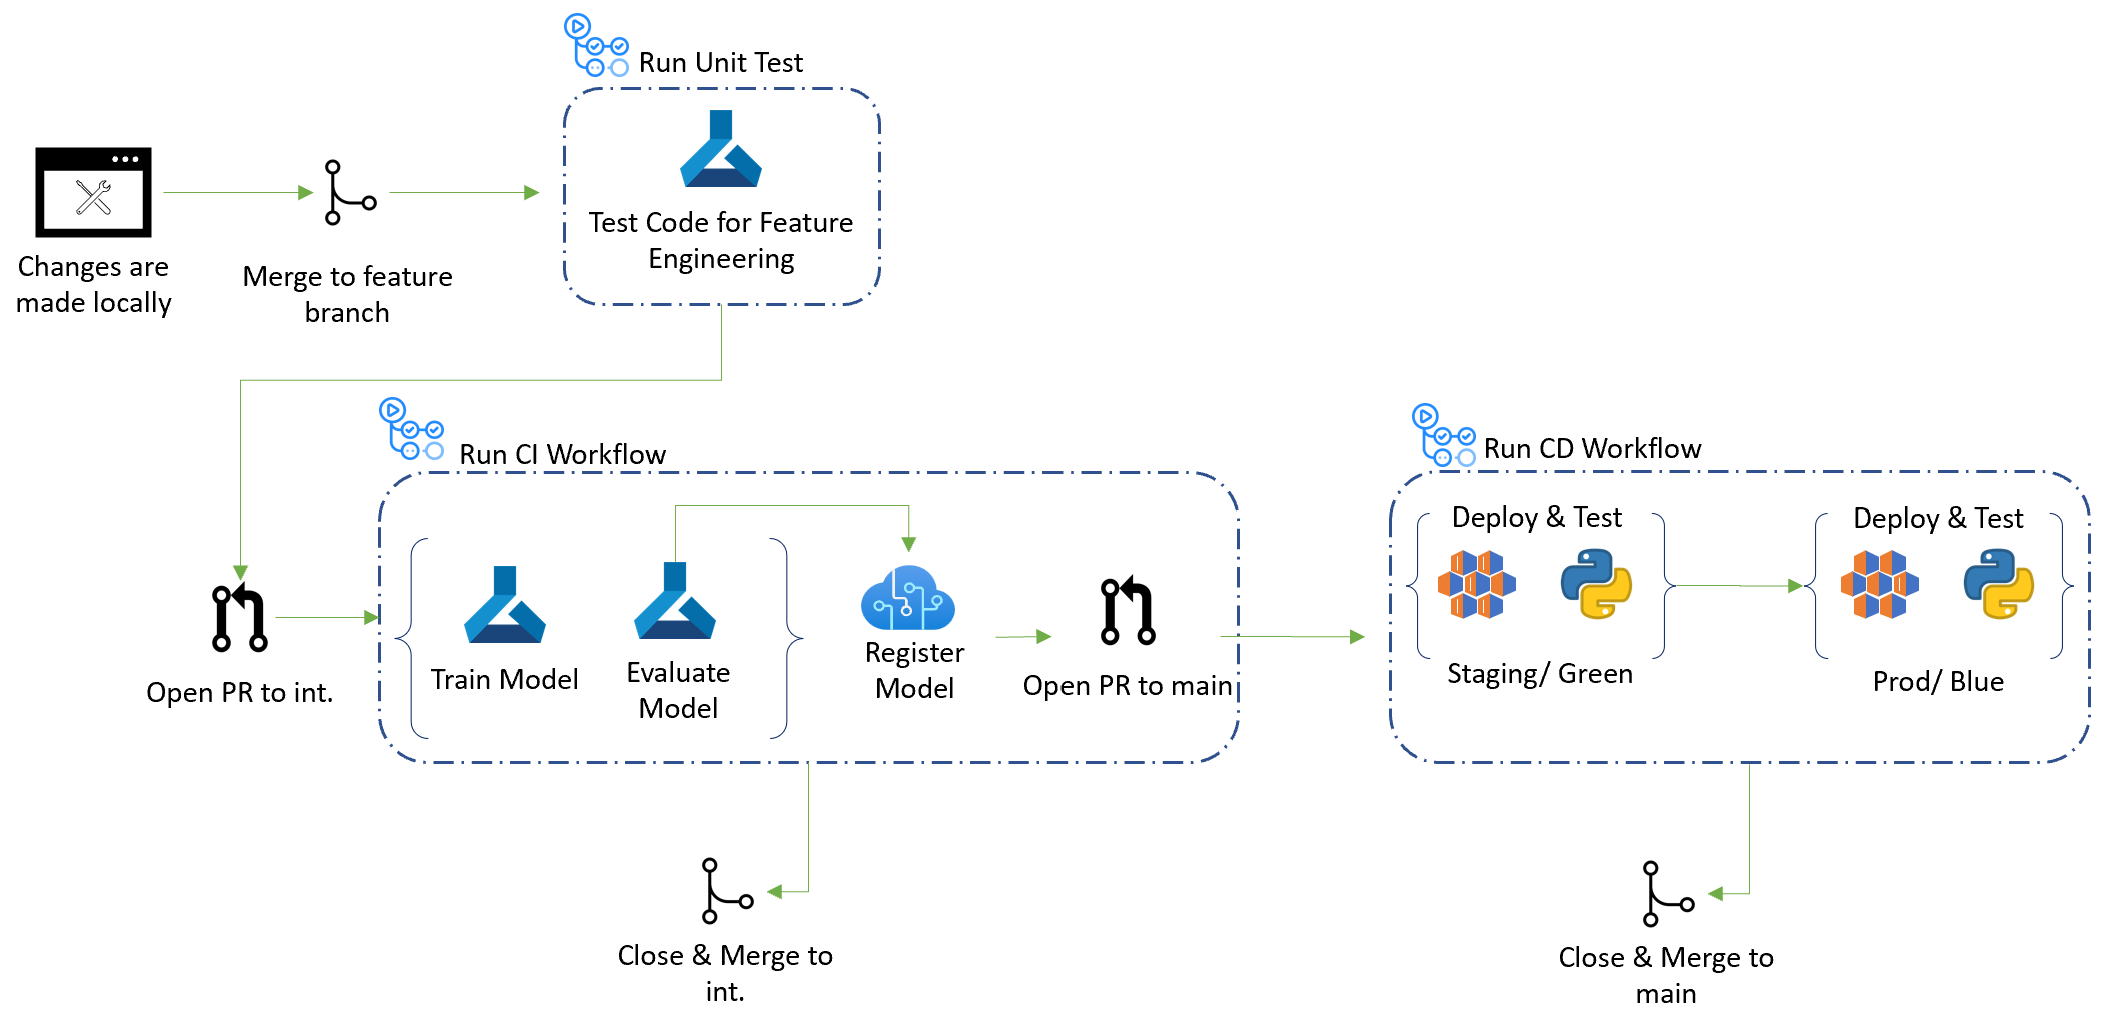 Run Unit Test
Test Code for Feature
Engineering
Changes are
made locally
Merge to feature
branch
Run CI Workflow
Run CD Workflow
Open PR to int.
Train Model
Evaluate
Model
Register
Model
Open PR to main
Deploy & Test
Staging/ Green
Deploy & Test
Prod/ Blue
Close & Merge to
int.
Close & Merge to
main